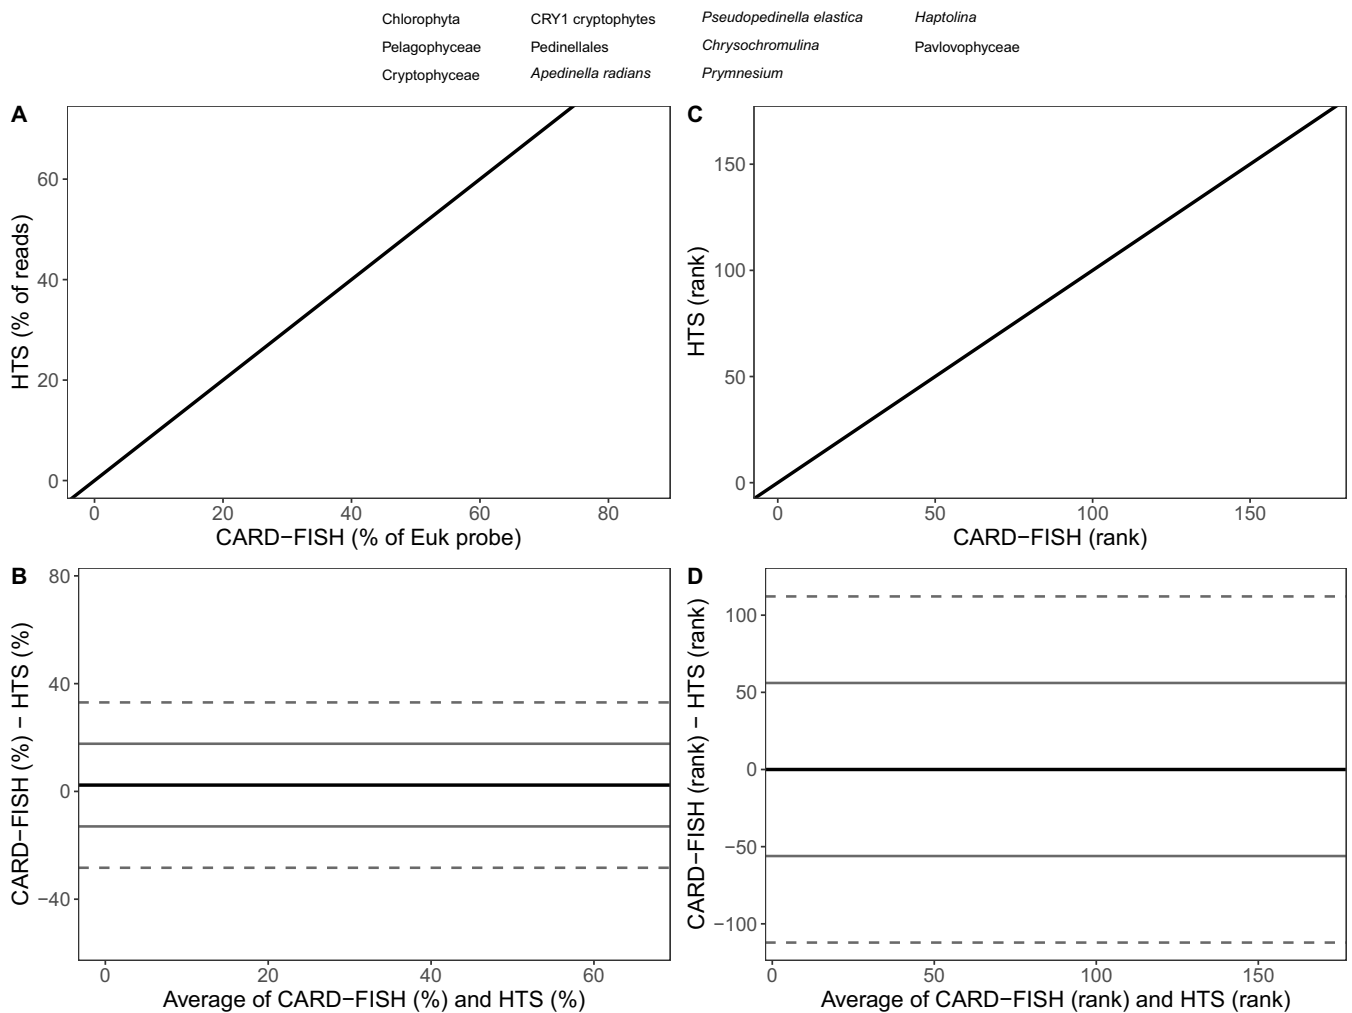 Chlorophyta CRY1 cryptophytes Pseudopedinella elastica Haptolina
Pelagophyceae Pedinellales Chrysochromulina Pavlovophyceae
Cryptophyceae Apedinella radians Prymnesium
A
HTS (% of reads)
60
40
20
0
0 20 40 60 80
CARD−FISH (% of Euk probe)
C
HTS (rank)
150
100
50
0
0 50 100 150
CARD−FISH (rank)
B
CARD−FISH (%) − HTS (%)
80
40
0
−40
0 20 40 60
Average of CARD−FISH (%) and HTS (%)
D
CARD−FISH (rank) − HTS (rank)
100
50
0
−50
−100
0 50 100 150
Average of CARD−FISH (rank) and HTS (rank)